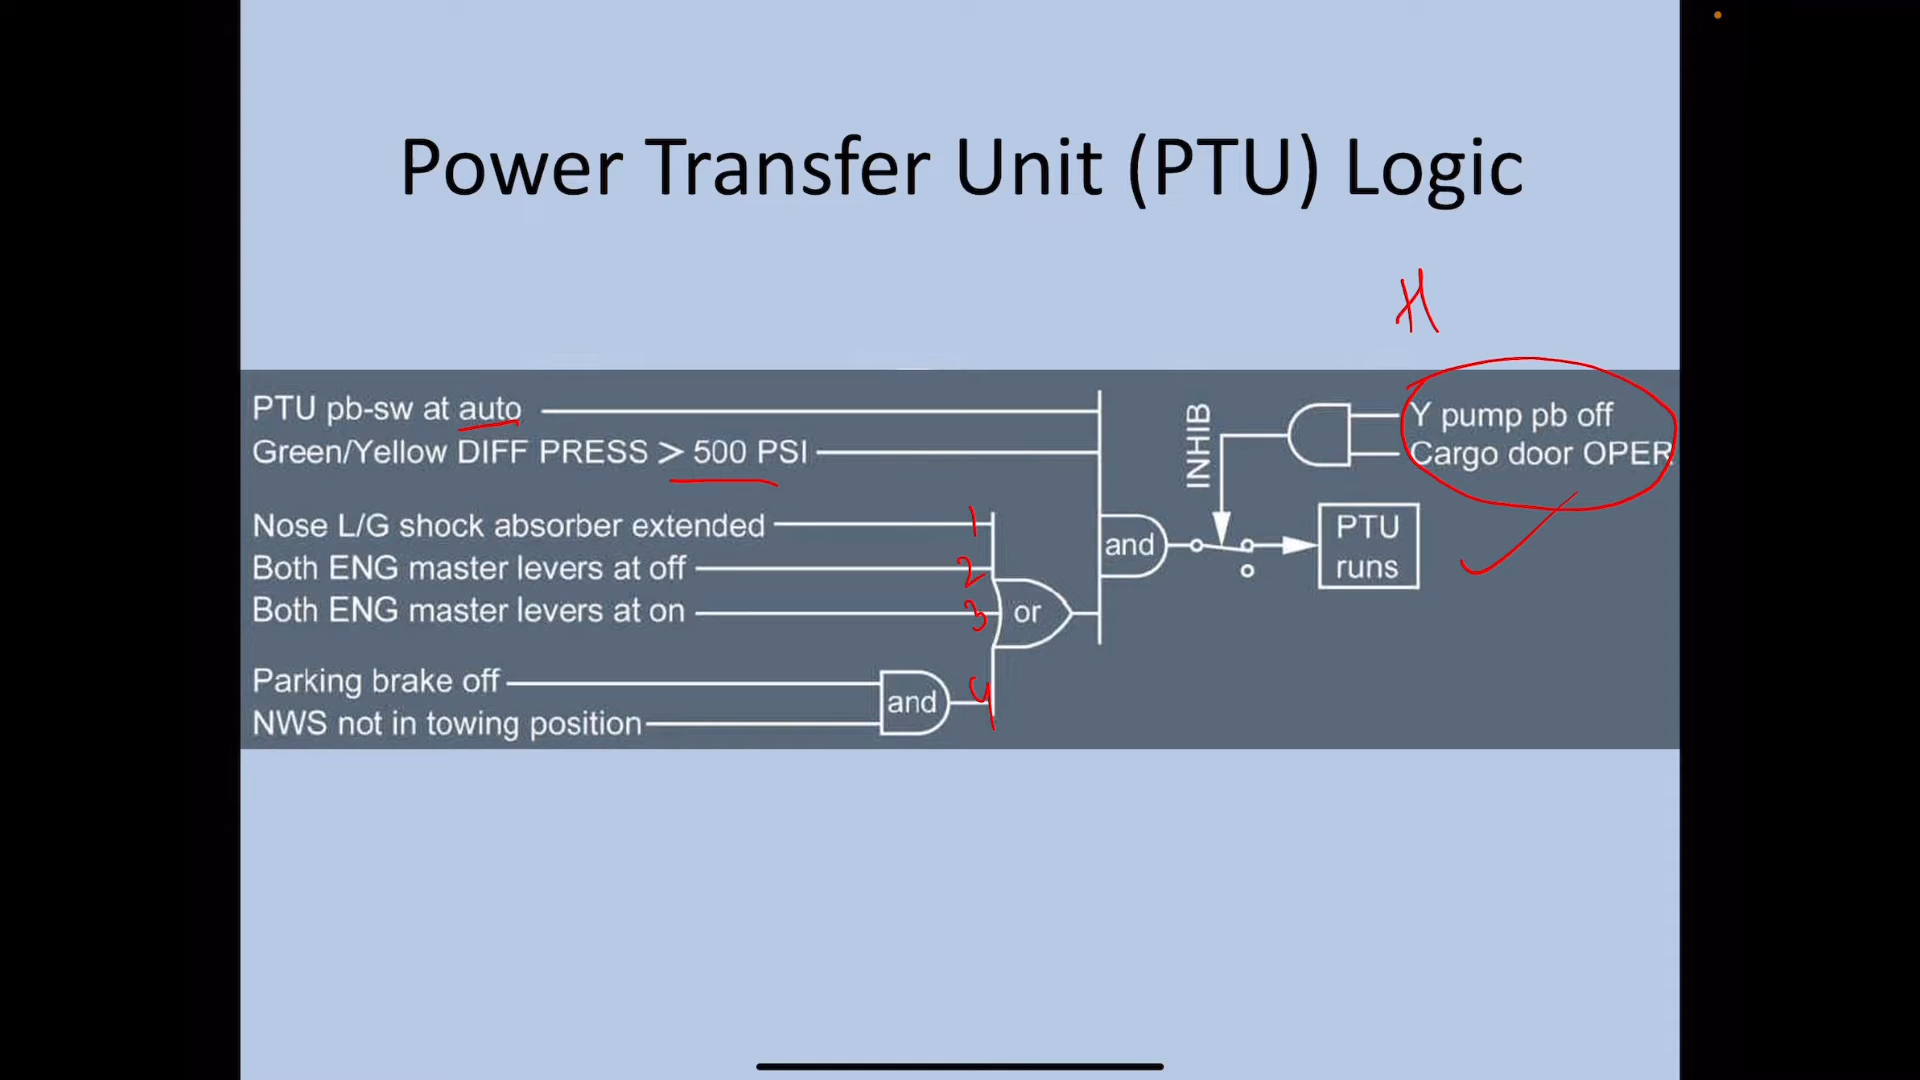 Power Transfer Unit (PTU) Logic
H
PTU pb-sw at auto
Green/Yellow DIFF PRESS > 500 PSI
INHIB
Y pump pb off
Cargo door OPER
Nose L/G shock absorber extended 1
Both ENG master levers at off 2
Both ENG master levers at on 3
or
and
PTU
runs
Parking brake off
NWS not in towing position
and
4